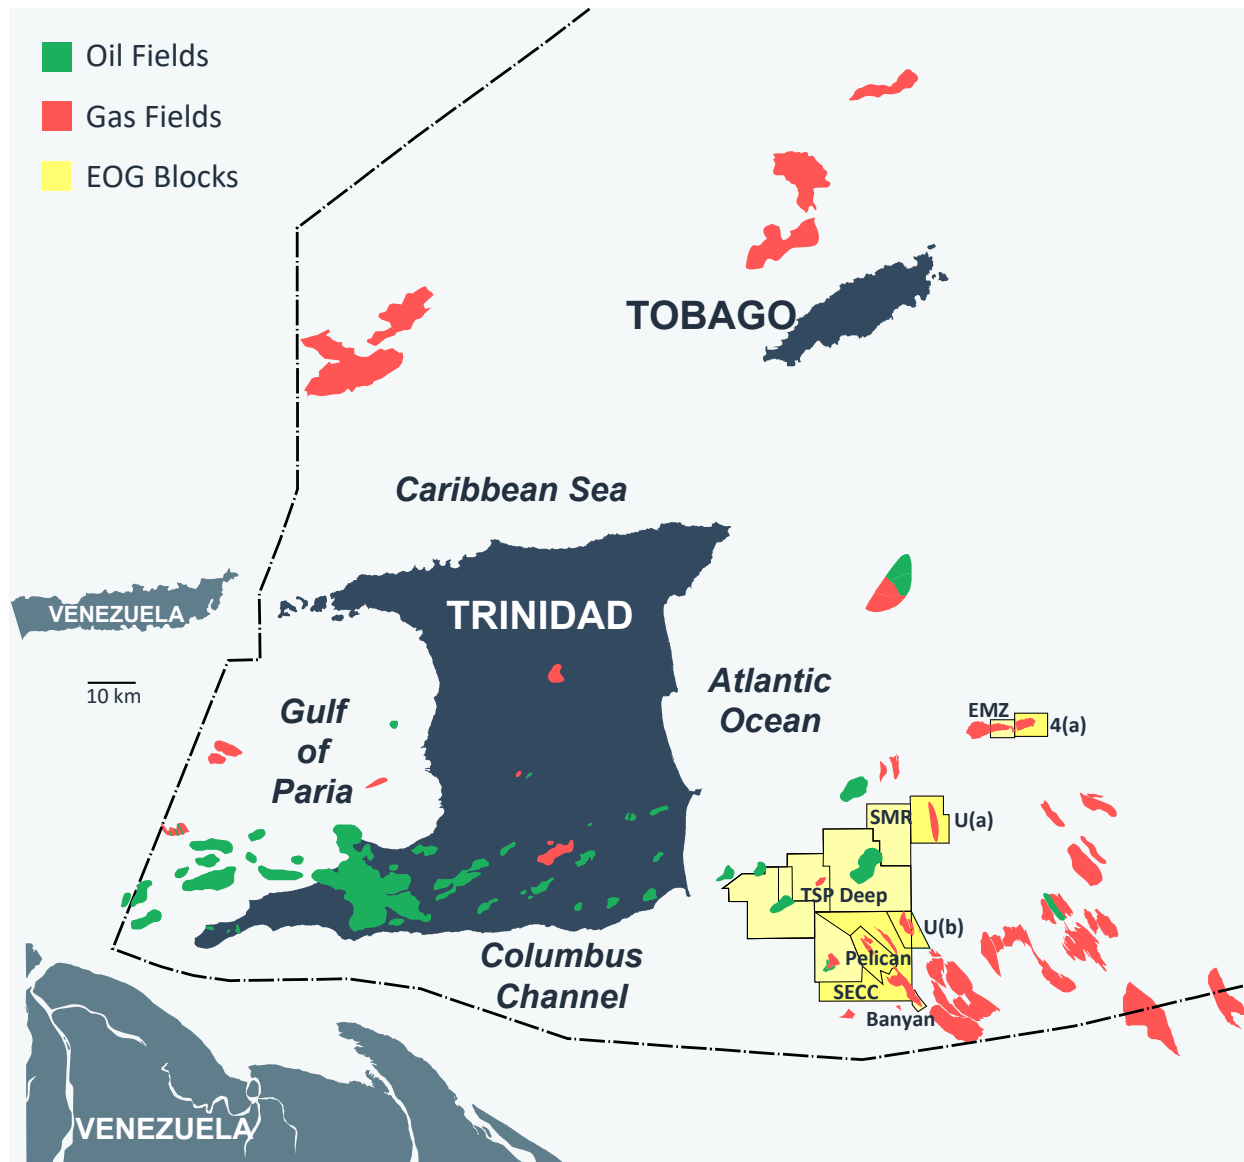 Oil Fields
Gas Fields
EOG Blocks
TOBAGO
Caribbean Sea
VENEZUELA
TRINIDAD
10 km
Gulf
of
Paria
Atlantic
Ocean
EMZ
4(a)
SMR
U(a)
TSP Deep
U(b)
Pelican
SECC
Banyan
Columbus
Channel
VENEZUELA